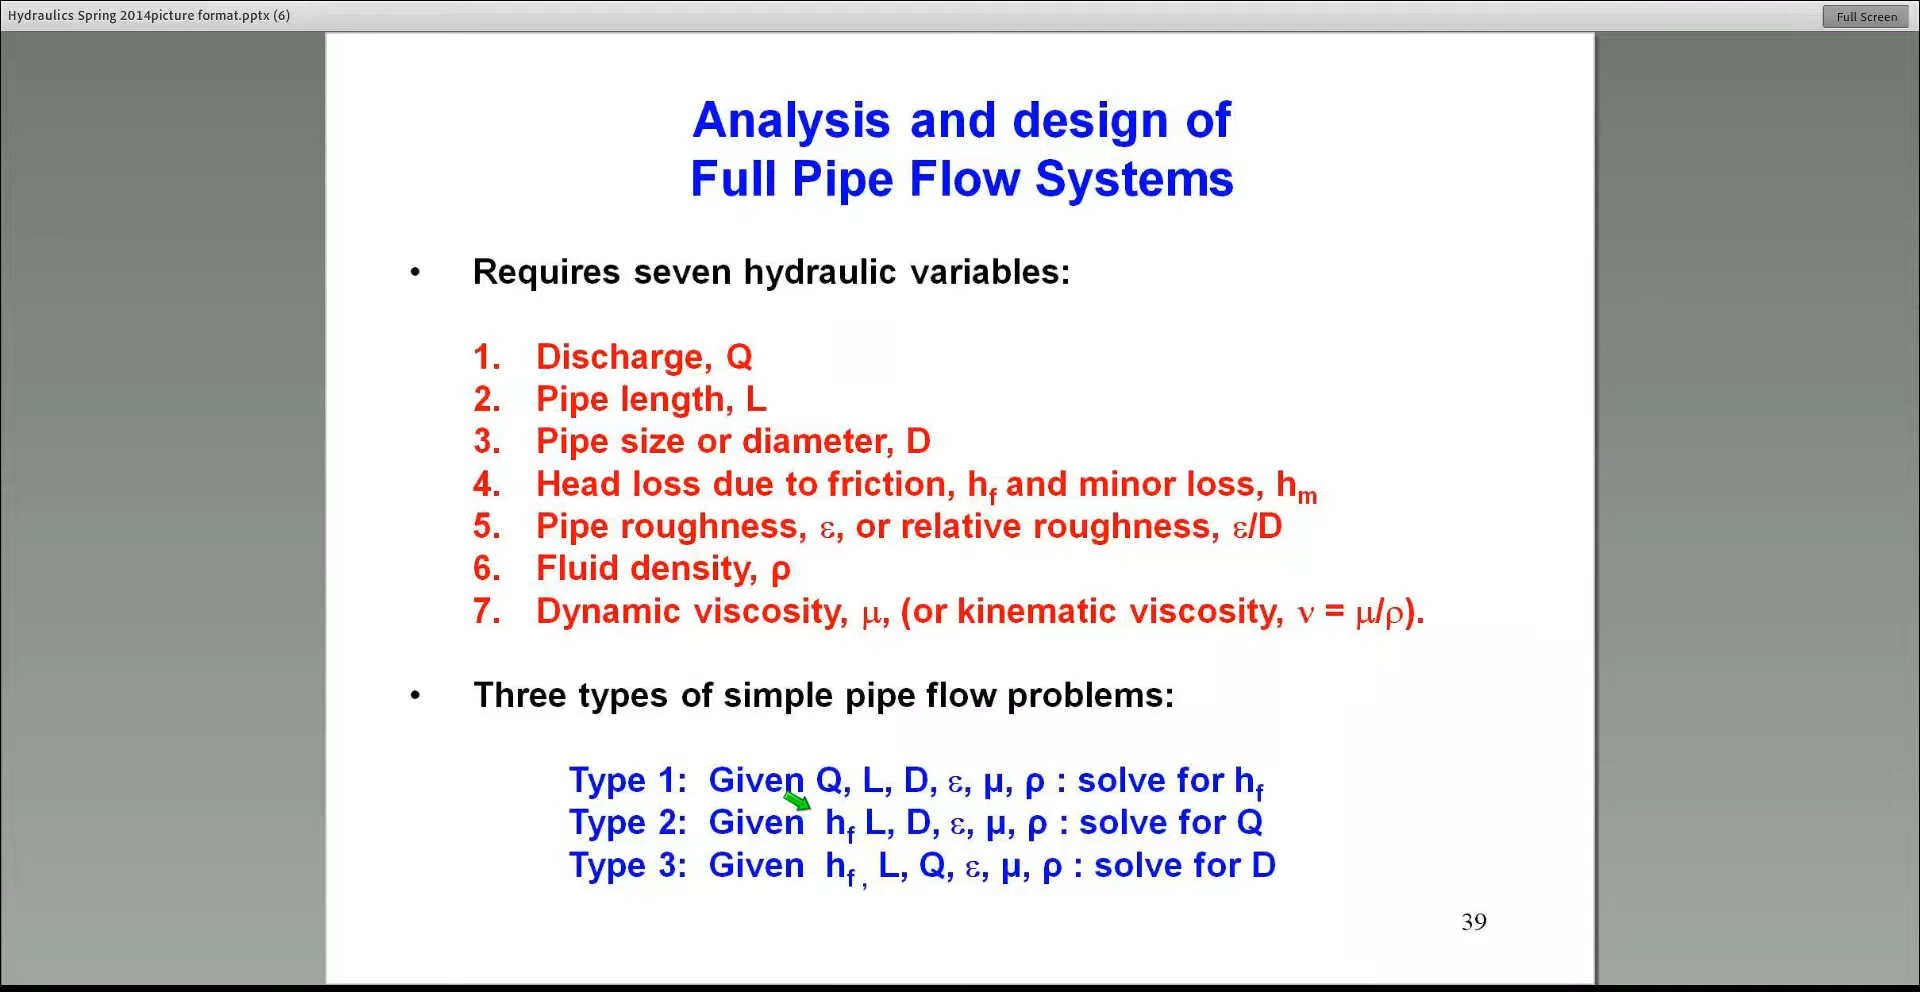 Hydraulics Spring 2014picture format.pptx (6)
Full Screen
Analysis and design of
Full Pipe Flow Systems
• Requires seven hydraulic variables:
1. Discharge, Q
2. Pipe length, L
3. Pipe size or diameter, D
4. Head loss due to friction, hf and minor loss, hm
5. Pipe roughness, ε, or relative roughness, ε/D
6. Fluid density, ρ
7. Dynamic viscosity, μ, (or kinematic viscosity, ν = μ/ρ).
• Three types of simple pipe flow problems:
Type 1: Given Q, L, D, ε, μ, ρ : solve for hf
Type 2: Given hf L, D, ε, μ, ρ : solve for Q
Type 3: Given hf , L, Q, ε, μ, ρ : solve for D
39